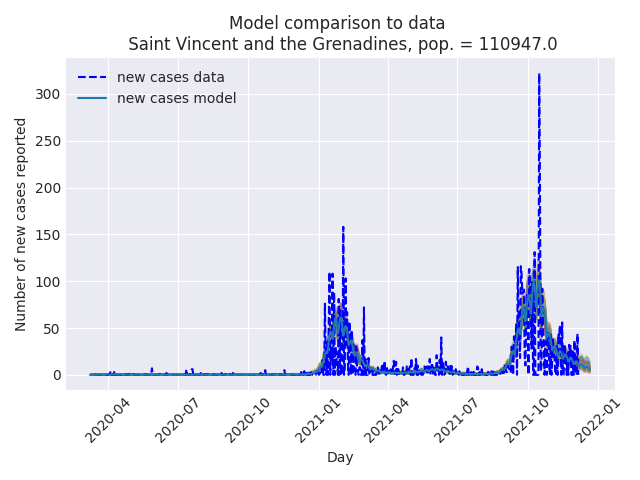 Model comparison to data
Saint Vincent and the Grenadines, pop. = 110947.0
new cases data
new cases model
Number of new cases reported
300
250
200
150
100
50
0
2020-04
2020-07
2020-10
2021-01
2021-04
2021-07
2021-10
2022-01
Day